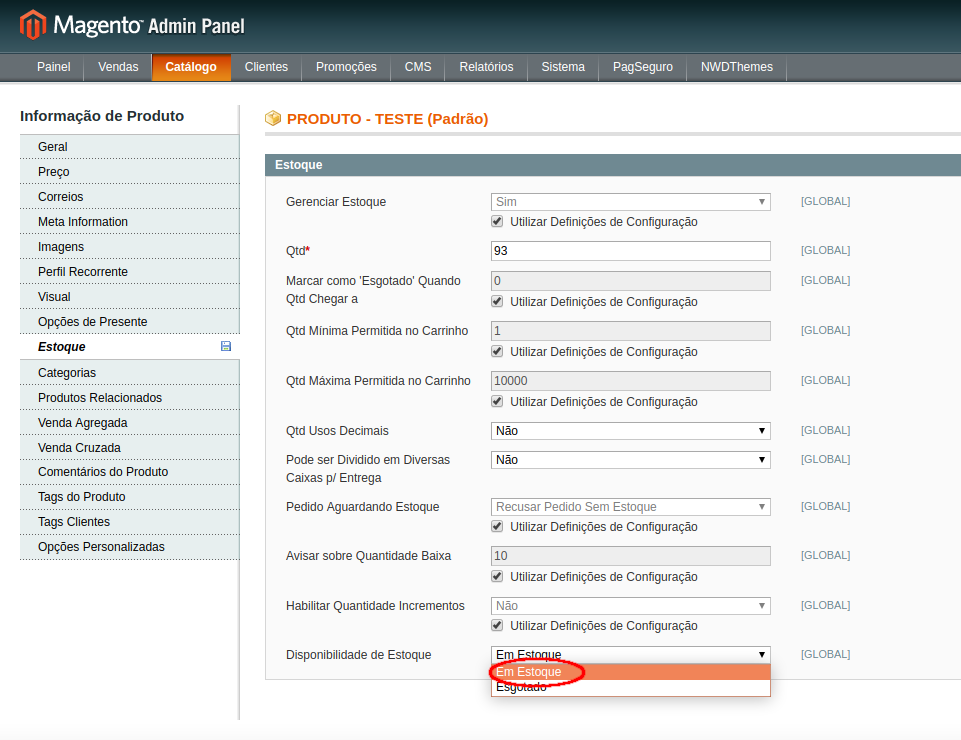 Magento Admin Panel
Painel Vendas Catálogo Clientes Promoções CMS Relatórios Sistema PagSeguro NWDThemes
Informação de Produto
Geral
Preço
Correios
Meta Information
Imagens
Perfil Recorrente
Visual
Opções de Presente
Estoque
Categorias
Produtos Relacionados
Venda Agregada
Venda Cruzada
Comentários do Produto
Tags do Produto
Tags Clientes
Opções Personalizadas
PRODUTO - TESTE (Padrão)
Estoque
Gerenciar Estoque Sim [GLOBAL]
Utilizar Definições de Configuração
Qtd* 93 [GLOBAL]
Marcar como 'Esgotado' Quando 0 [GLOBAL]
Qtd Chegar a Utilizar Definições de Configuração
Qtd Mínima Permitida no Carrinho 1 [GLOBAL]
Utilizar Definições de Configuração
Qtd Máxima Permitida no Carrinho 10000 [GLOBAL]
Utilizar Definições de Configuração
Qtd Usos Decimais Não [GLOBAL]
Pode ser Dividido em Diversas Não [GLOBAL]
Caixas p/ Entrega
Pedido Aguardando Estoque Recusar Pedido Sem Estoque [GLOBAL]
Utilizar Definições de Configuração
Avisar sobre Quantidade Baixa 10 [GLOBAL]
Utilizar Definições de Configuração
Habilitar Quantidade Incrementos Não [GLOBAL]
Utilizar Definições de Configuração
Disponibilidade de Estoque Em Estoque [GLOBAL]
Em Estoque
Esgotado